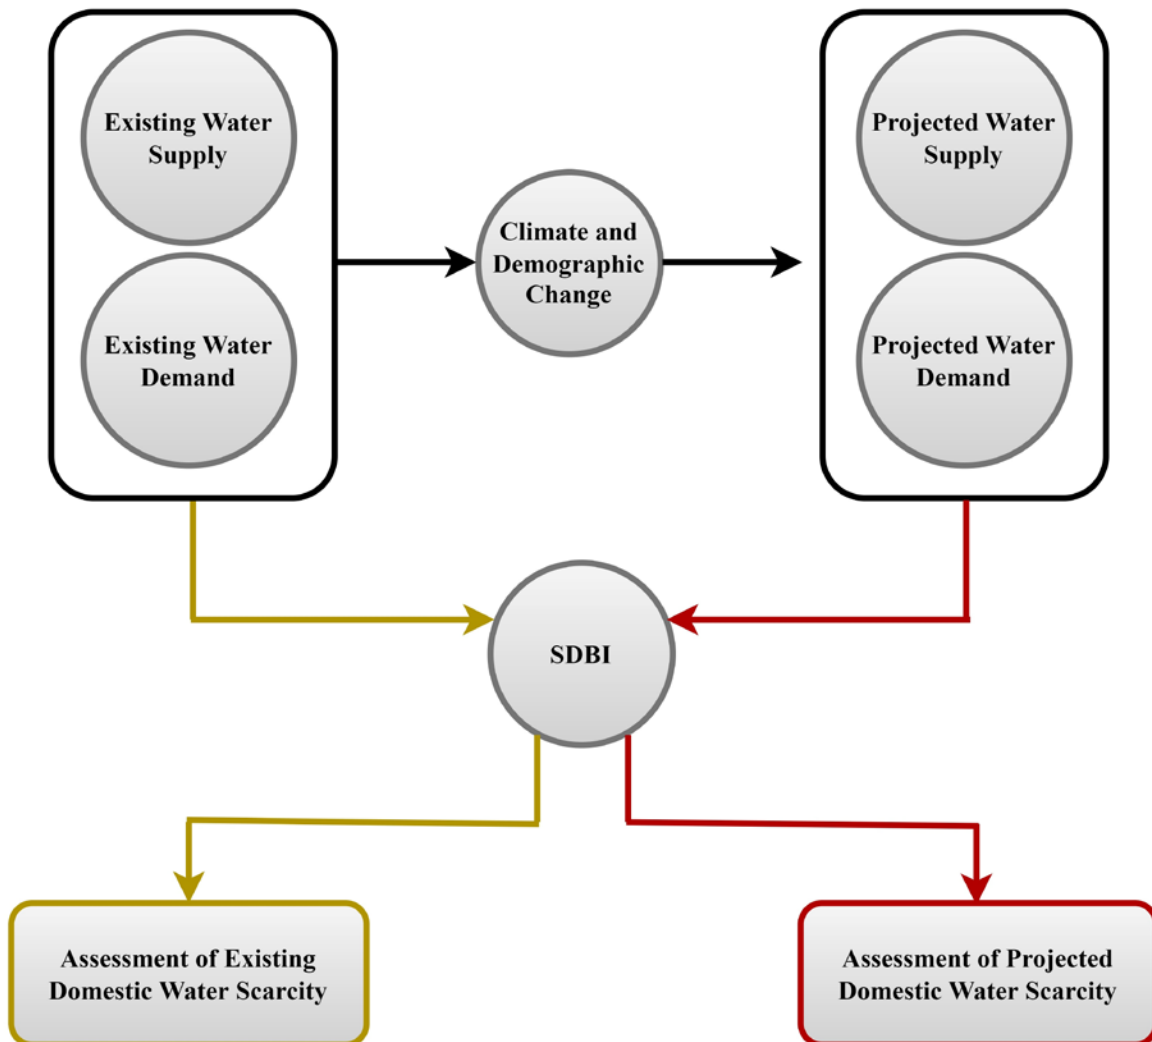 Existing Water
Supply
Existing Water
Demand
Climate and
Demographic
Change
Projected Water
Supply
Projected Water
Demand
SDBI
Assessment of Existing
Domestic Water Scarcity
Assessment of Projected
Domestic Water Scarcity